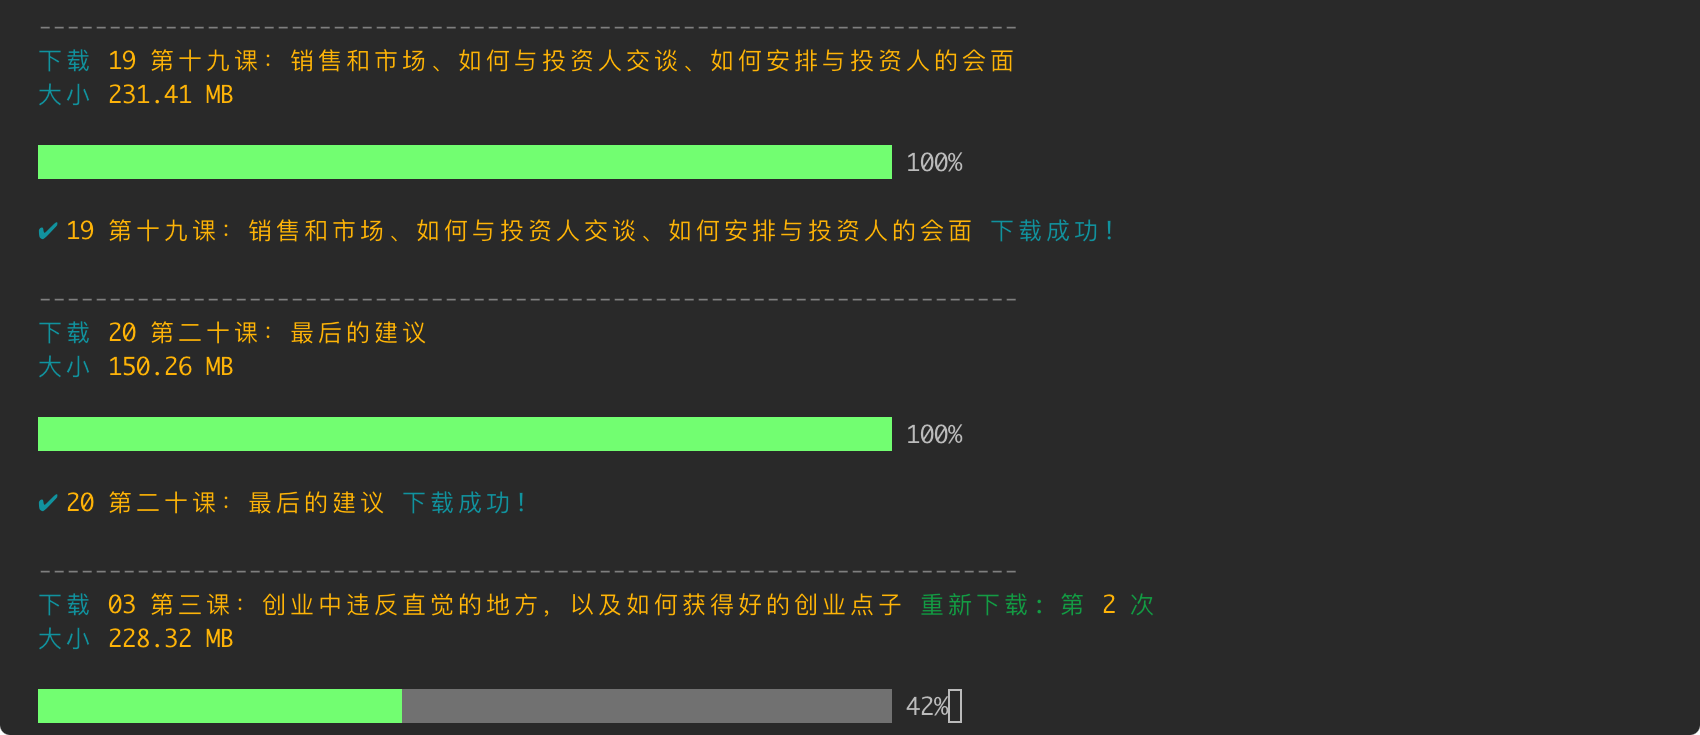 ----------------------------------------------------------------------
下载 19 第十九课：销售和市场、如何与投资人交谈、如何安排与投资人的会面
大小 231.41 MB
100%
✔ 19 第十九课：销售和市场、如何与投资人交谈、如何安排与投资人的会面 下载成功！
----------------------------------------------------------------------
下载 20 第二十课：最后的建议
大小 150.26 MB
100%
✔ 20 第二十课：最后的建议 下载成功！
----------------------------------------------------------------------
下载 03 第三课：创业中违反直觉的地方，以及如何获得好的创业点子 重新下载：第 2 次
大小 228.32 MB
42%